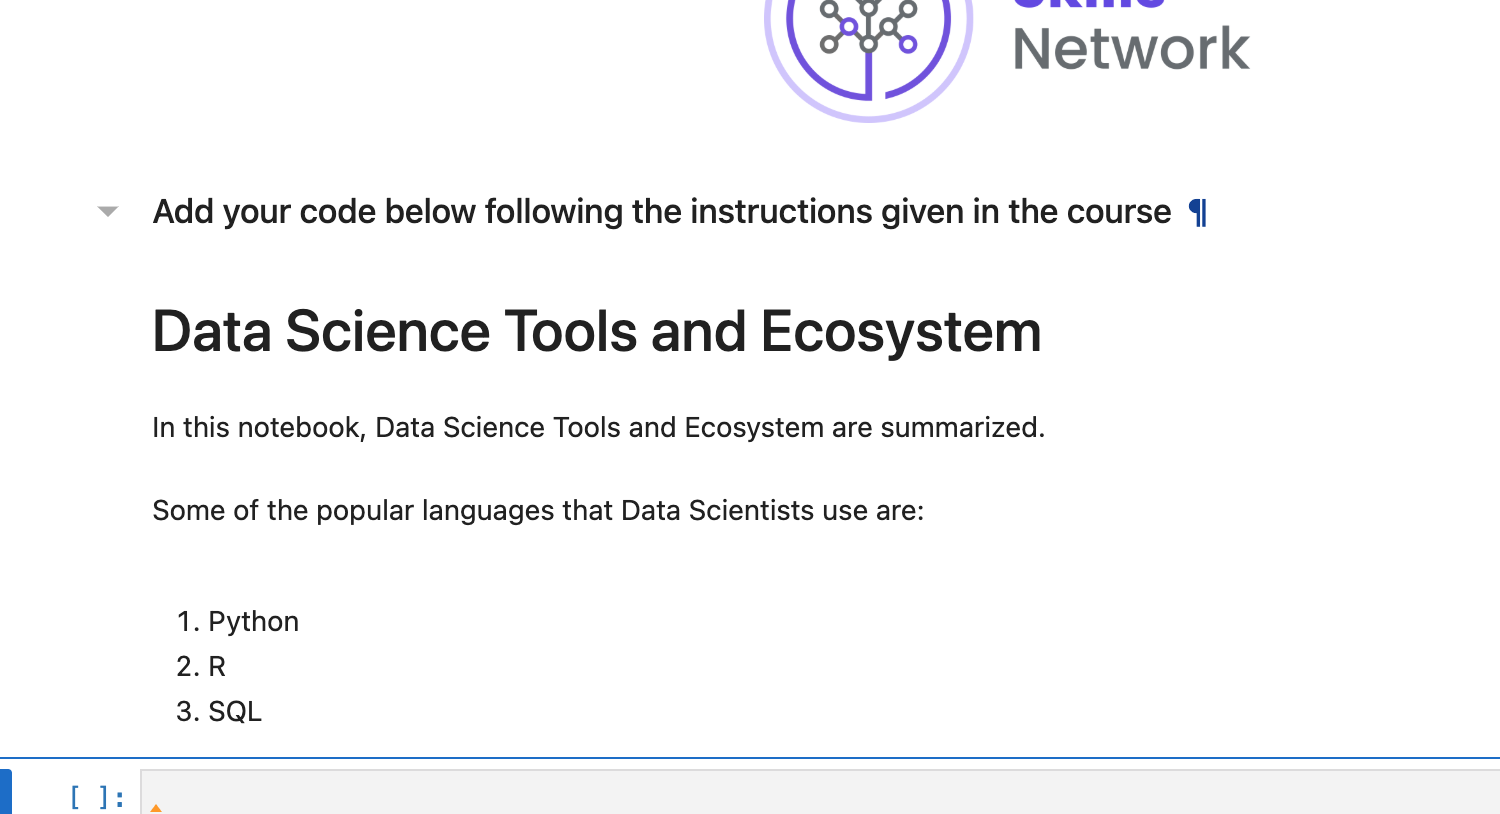 Network
Add your code below following the instructions given in the course ¶
Data Science Tools and Ecosystem
In this notebook, Data Science Tools and Ecosystem are summarized.
Some of the popular languages that Data Scientists use are:
1. Python
2. R
3. SQL
[ ]: